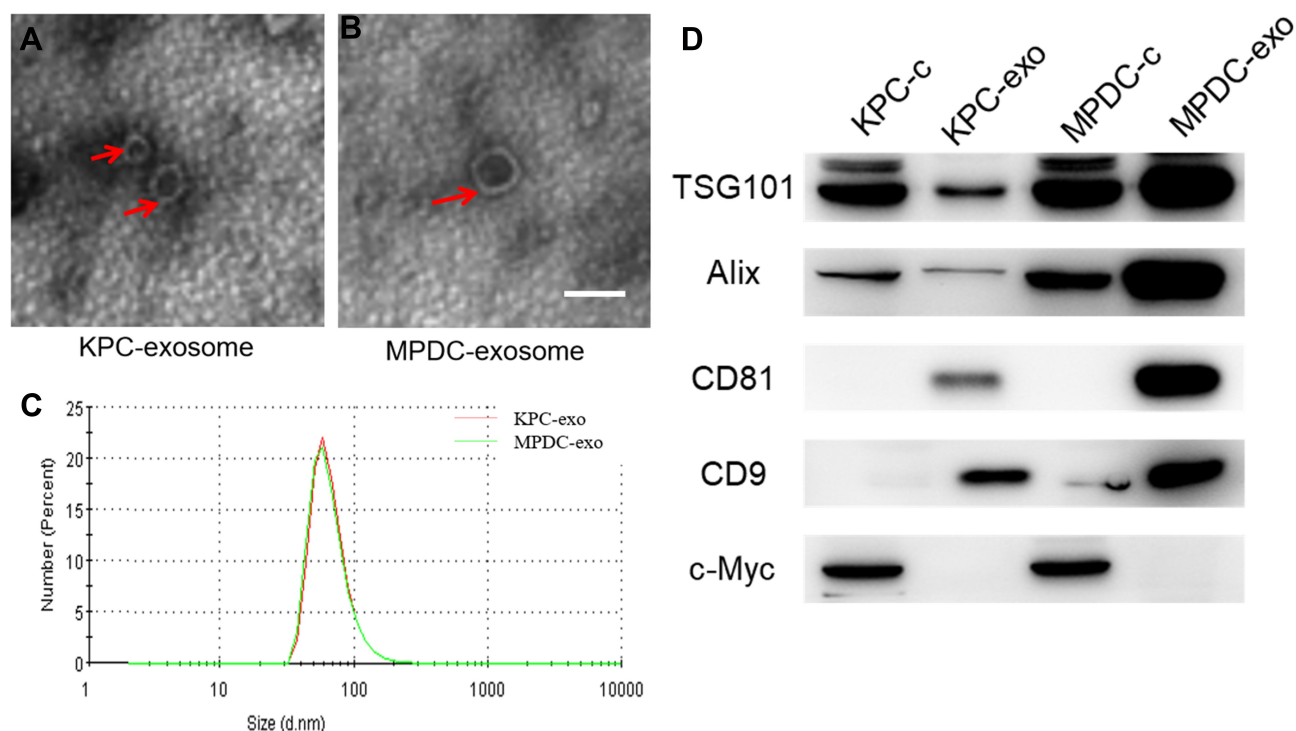 A
B
KPC-exosome
MPDC-exosome
C
25
20
15
10
5
0
Number (Percent)
1
10
100
1000
10000
Size (d.nm)
KPC-exo
MPDC-exo
D
KPC-c
KPC-exo
MPDC-c
MPDC-exo
TSG101
Alix
CD81
CD9
c-Myc